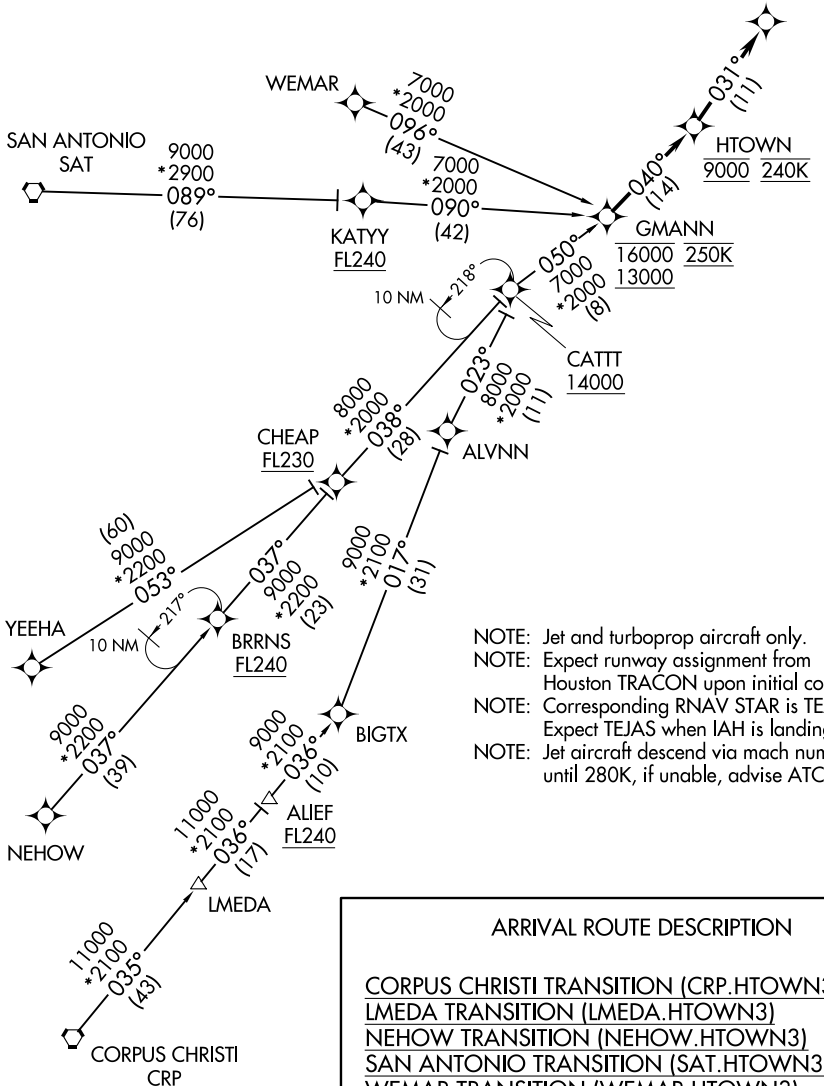 031°
(11)
WEMAR
7000
*2000
096°
(43)
SAN ANTONIO
SAT
9000
*2900
089°
(76)
7000
*2000
090°
(42)
KATYY
FL240
HTOWN
9000 240K
040°
(14)
GMANN
16000 250K
13000
050°
7000
*2000
(8)
10 NM
218°
CATTT
14000
023°
8000
*2000
(11)
8000
*2000
038°
(28)
CHEAP
FL230
ALVNN
(60)
9000
*2200
053°
037°
9000
*2200
(23)
9000
*2100
017°
(31)
YEEHA
10 NM
217°
BRRNS
FL240
9000
*2200
037°
(39)
NEHOW
9000
*2100
036°
(10)
BIGTX
ALIEF
FL240
11000
*2100
036°
(17)
LMEDA
11000
*2100
035°
(43)
CORPUS CHRISTI
CRP
NOTE: Jet and turboprop aircraft only.
NOTE: Expect runway assignment from
Houston TRACON upon initial co
NOTE: Corresponding RNAV STAR is TE
Expect TEJAS when IAH is landing
NOTE: Jet aircraft descend via mach num
until 280K, if unable, advise ATC
ARRIVAL ROUTE DESCRIPTION
CORPUS CHRISTI TRANSITION (CRP.HTOWN3
LMEDA TRANSITION (LMEDA.HTOWN3)
NEHOW TRANSITION (NEHOW.HTOWN3)
SAN ANTONIO TRANSITION (SAT.HTOWN3
WEMAR TRANSITION (WEMAR.HTOWN3)